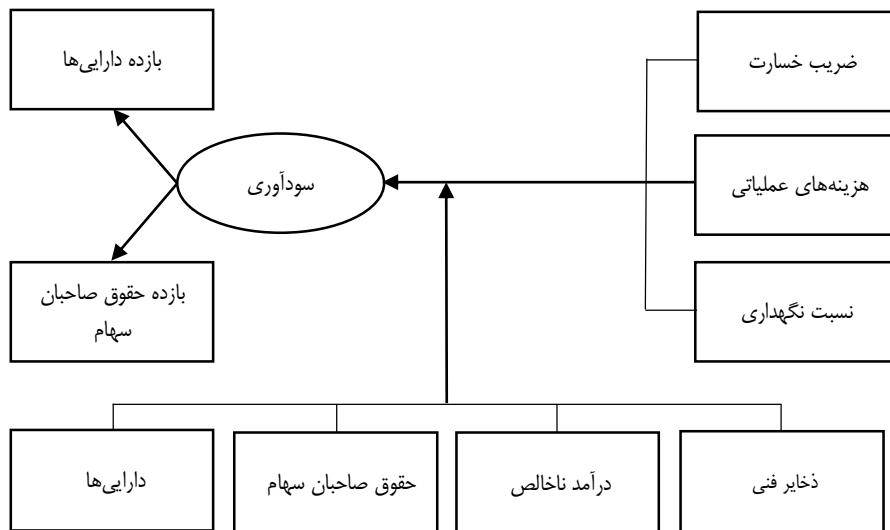 ضریب خسارت
بازده دارایی‌ها
هزینه‌های عملیاتی
سودآوری
نسبت نگهداری
بازده حقوق صاحبان
سهام
ذخایر فنی
درآمد ناخالص
حقوق صاحبان سهام
دارایی‌ها